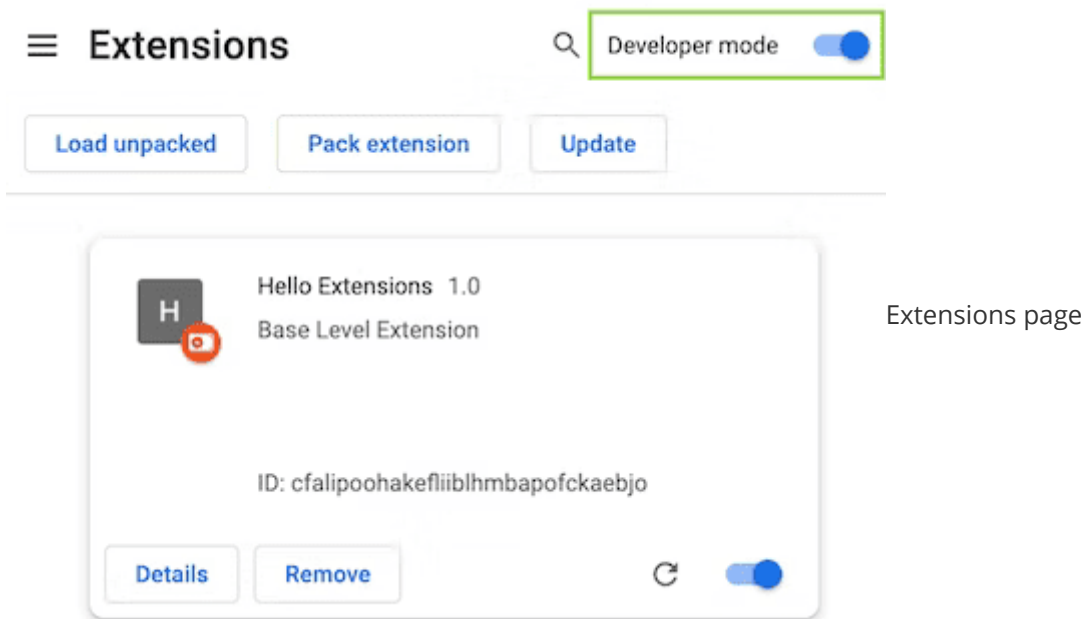 Extensions
Developer mode
Load unpacked
Pack extension
Update
H
Hello Extensions 1.0
Base Level Extension
ID: cfalipoohakefliiblhmbapofckaebjo
Details
Remove
Extensions page